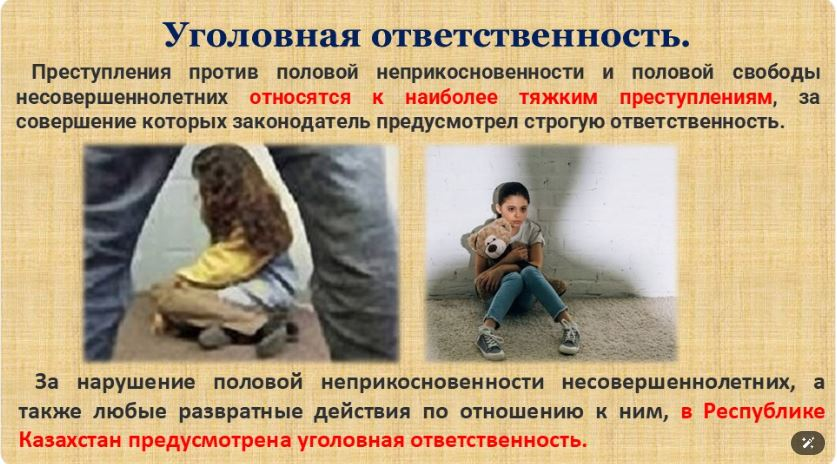 Уголовная ответственность.
Преступления против половой неприкосновенности и половой свободы
несовершеннолетних относятся к наиболее тяжким преступлениям, за
совершение которых законодатель предусмотрел строгую ответственность.
За нарушение половой неприкосновенности несовершеннолетних, а
также любые развратные действия по отношению к ним, в Республике
Казахстан предусмотрена уголовная ответственность.